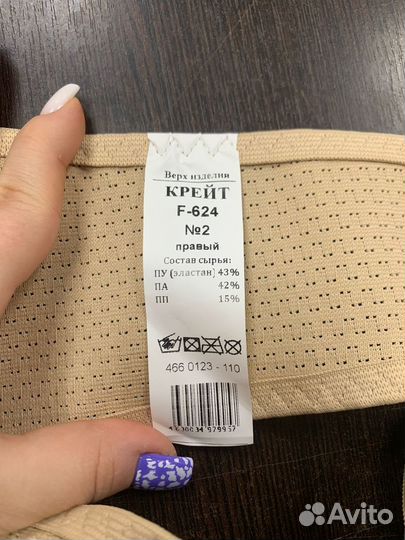 Верх изделия
КРЕЙТ
F-624
№2
правый
Состав сырья:
ПУ (эластан) 43%
ПА 42%
ПП 15%
466 0123 - 110
Avito